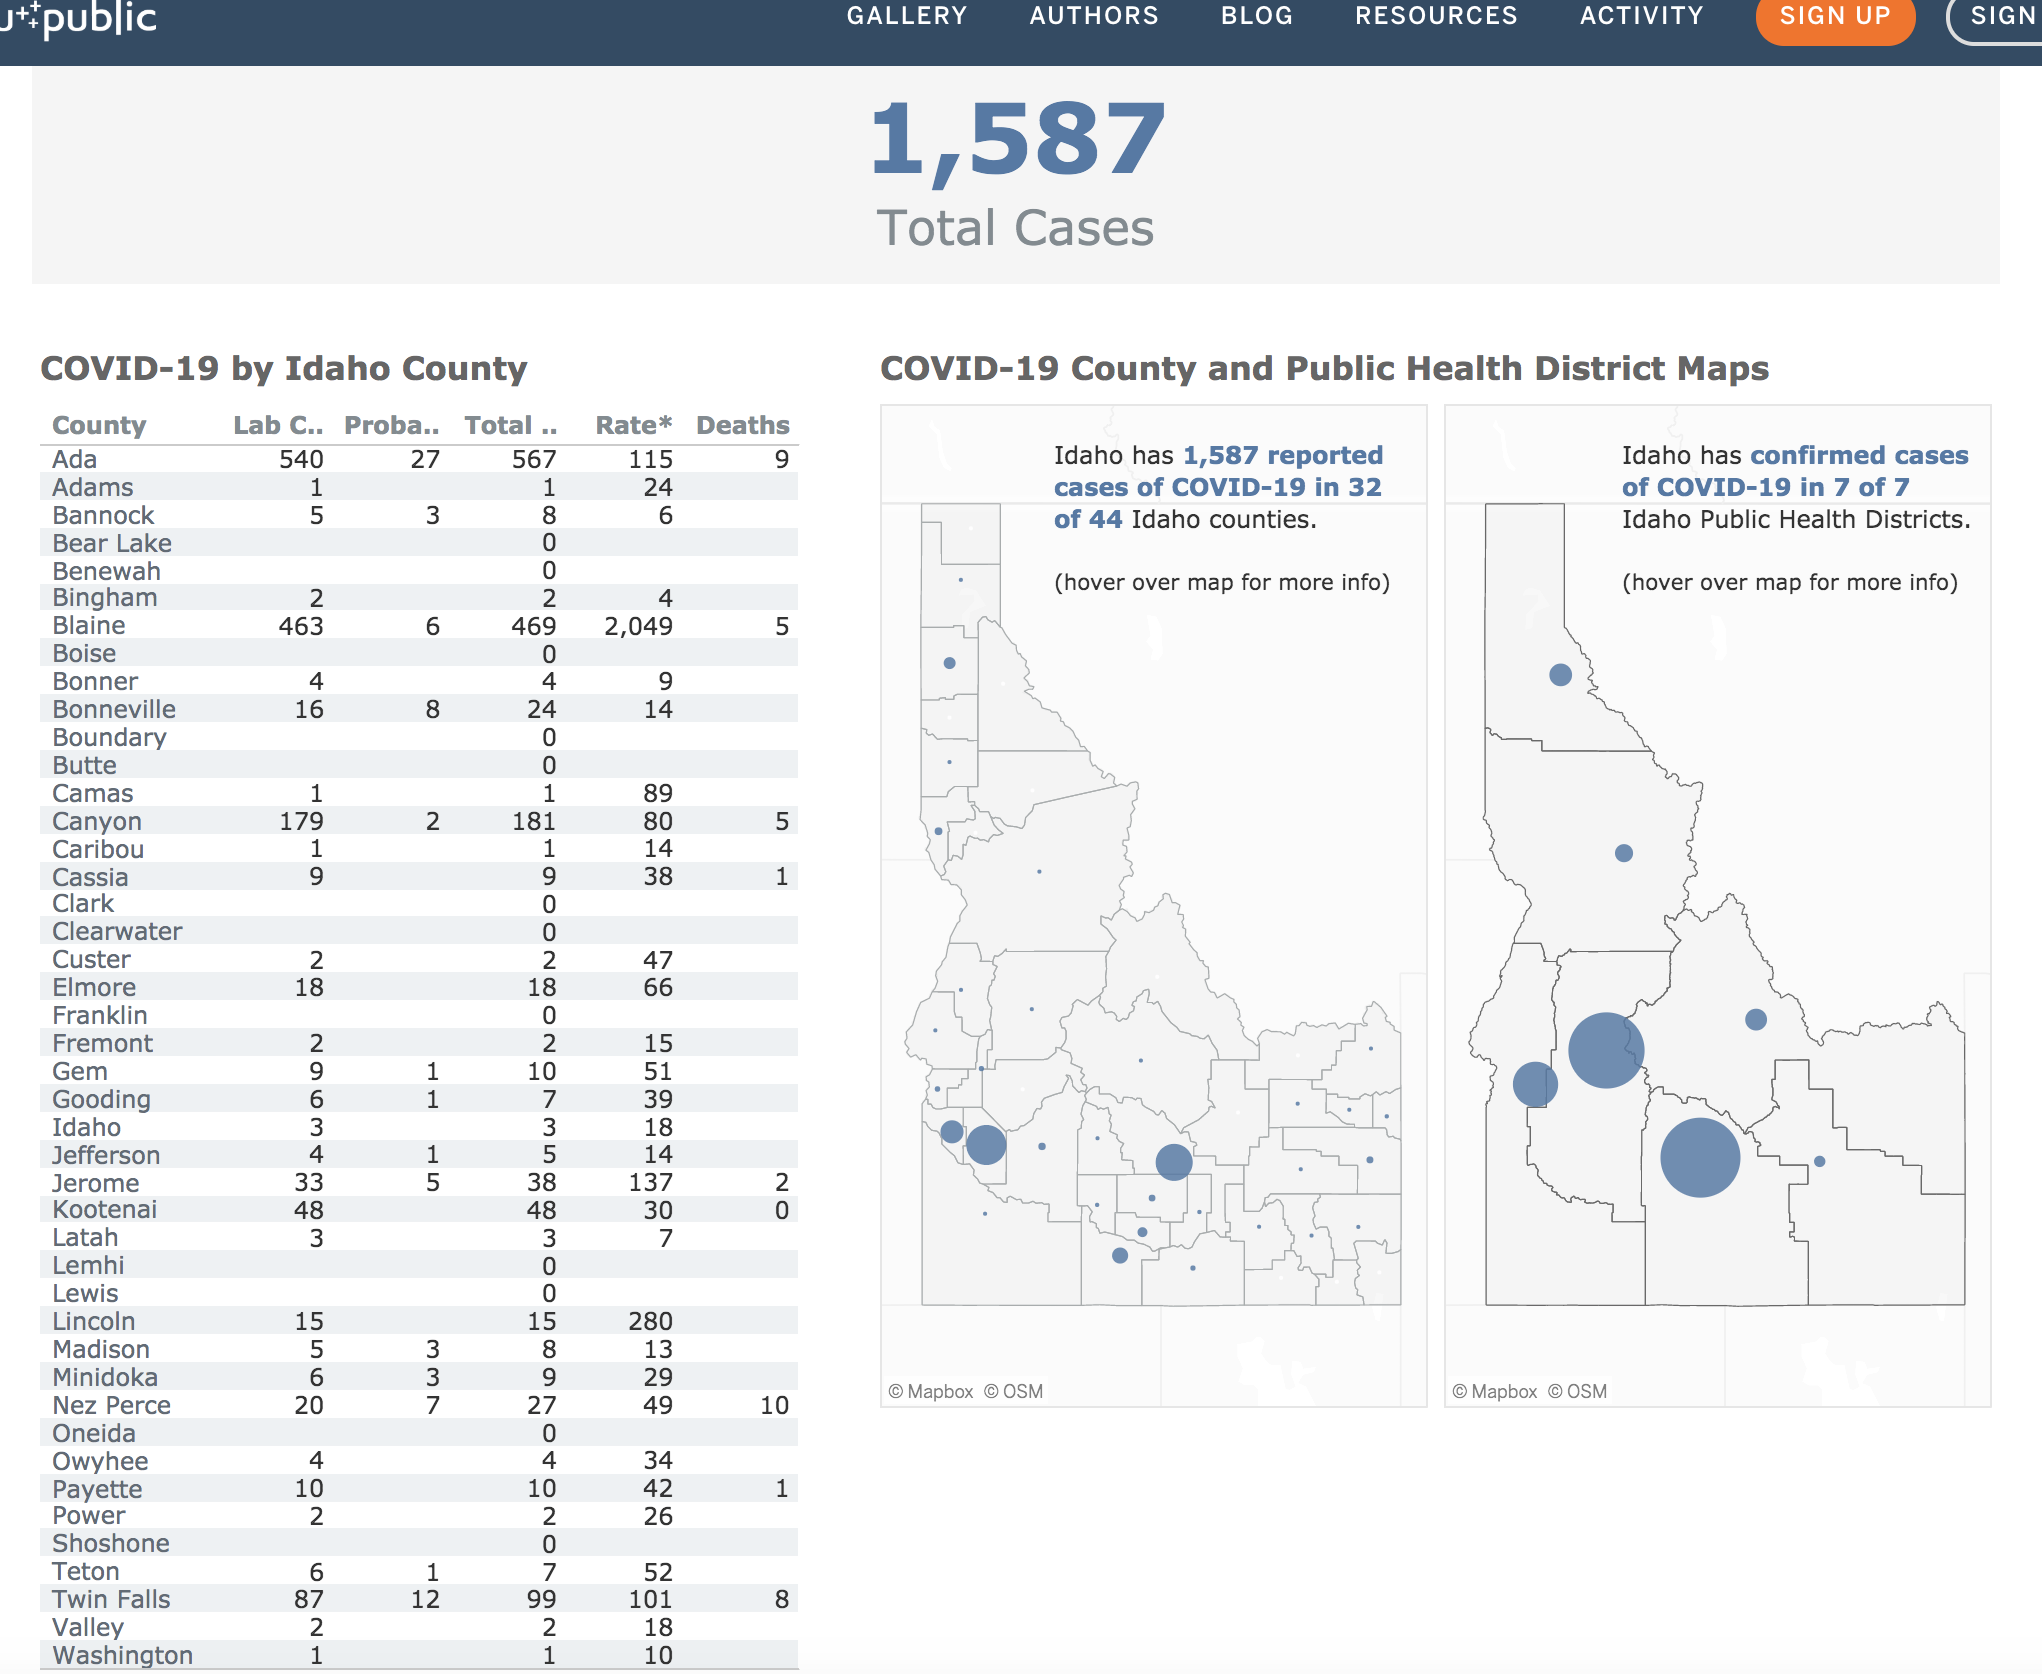 public GALLERY AUTHORS BLOG RESOURCES ACTIVITY SIGN UP SIGN
1,587
Total Cases
COVID-19 by Idaho County
County Lab C.. Proba.. Total .. Rate* Deaths
Ada 540 27 567 115 9
Adams 1 1 24
Bannock 5 3 8 6
Bear Lake 0
Benewah 0
Bingham 2 2 4
Blaine 463 6 469 2,049 5
Boise 0
Bonner 4 4 9
Bonneville 16 8 24 14
Boundary 0
Butte 0
Camas 1 1 89
Canyon 179 2 181 80 5
Caribou 1 1 14
Cassia 9 9 38 1
Clark 0
Clearwater 0
Custer 2 2 47
Elmore 18 18 66
Franklin 0
Fremont 2 2 15
Gem 9 1 10 51
Gooding 6 1 7 39
Idaho 3 3 18
Jefferson 4 1 5 14
Jerome 33 5 38 137 2
Kootenai 48 48 30 0
Latah 3 3 7
Lemhi 0
Lewis 0
Lincoln 15 15 280
Madison 5 3 8 13
Minidoka 6 3 9 29
Nez Perce 20 7 27 49 10
Oneida 0
Owyhee 4 4 34
Payette 10 10 42 1
Power 2 2 26
Shoshone 0
Teton 6 1 7 52
Twin Falls 87 12 99 101 8
Valley 2 2 18
Washington 1 1 10
COVID-19 County and Public Health District Maps
Idaho has 1,587 reported
cases of COVID-19 in 32
of 44 Idaho counties.
(hover over map for more info)
© Mapbox © OSM
Idaho has confirmed cases
of COVID-19 in 7 of 7
Idaho Public Health Districts.
(hover over map for more info)
© Mapbox © OSM